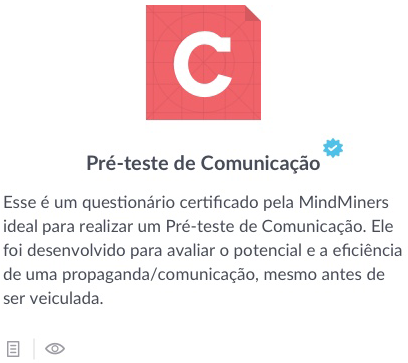 C
Pré-teste de Comunicação
Esse é um questionário certificado pela MindMiners
ideal para realizar um Pré-teste de Comunicação. Ele
foi desenvolvido para avaliar o potencial e a eficiência
de uma propaganda/comunicação, mesmo antes de
ser veiculada.